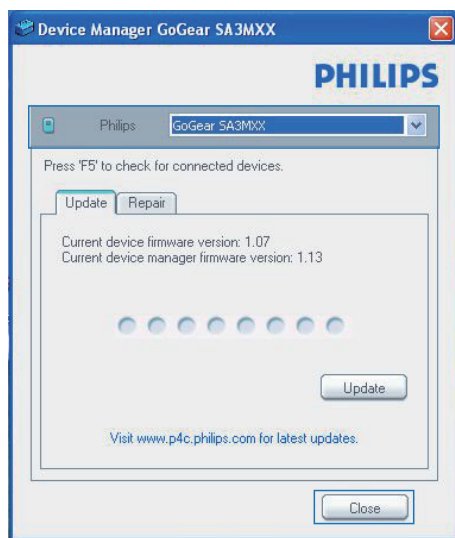 Device Manager GoGear SA3MXX
PHILIPS
Philips GoGear SA3MXX
Press 'F5' to check for connected devices.
Update Repair
Current device firmware version: 1.07
Current device manager firmware version: 1.13
Update
Visit www.p4c.philips.com for latest updates.
Close